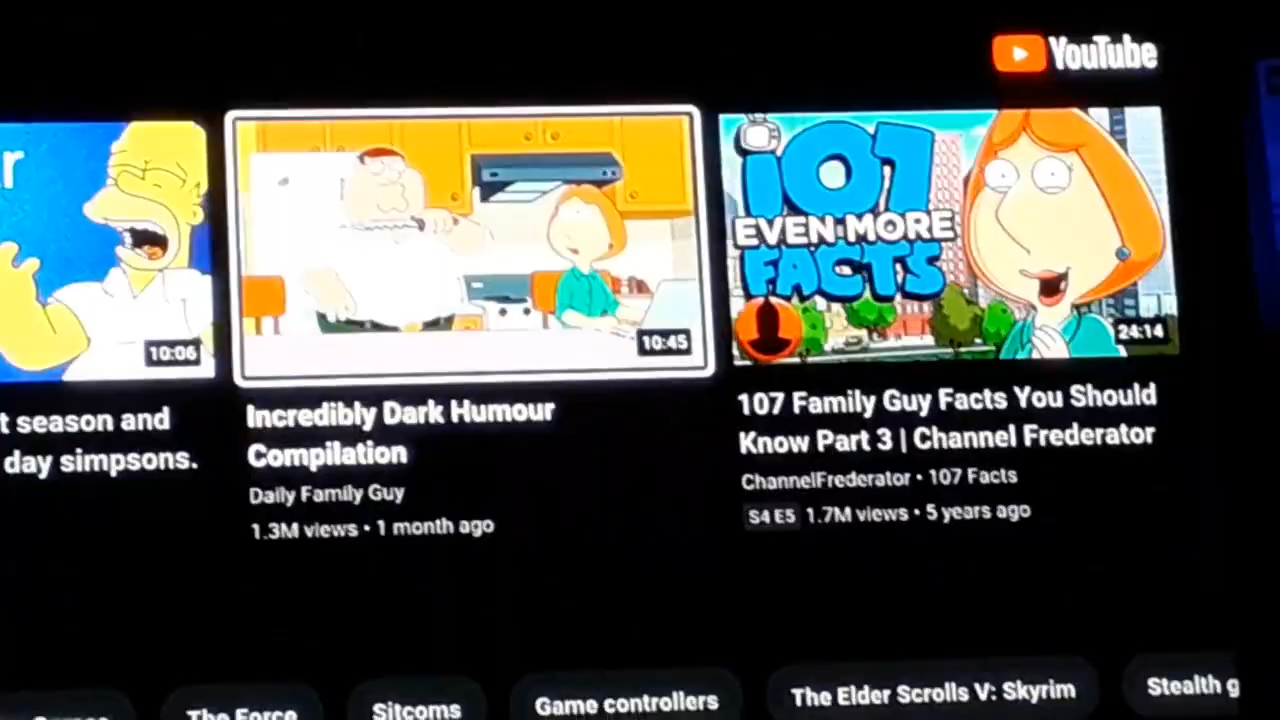 YouTube
r
10:06
t season and
day simpsons.
10:45
Incredibly Dark Humour
Compilation
Daily Family Guy
1.3M views • 1 month ago
101
EVEN MORE
FACTS
24:14
107 Family Guy Facts You Should
Know Part 3 | Channel Frederator
ChannelFrederator • 107 Facts
S4 E5 1.7M views • 5 years ago
The Force
Sitcoms
Game controllers
The Elder Scrolls V: Skyrim
Stealth g